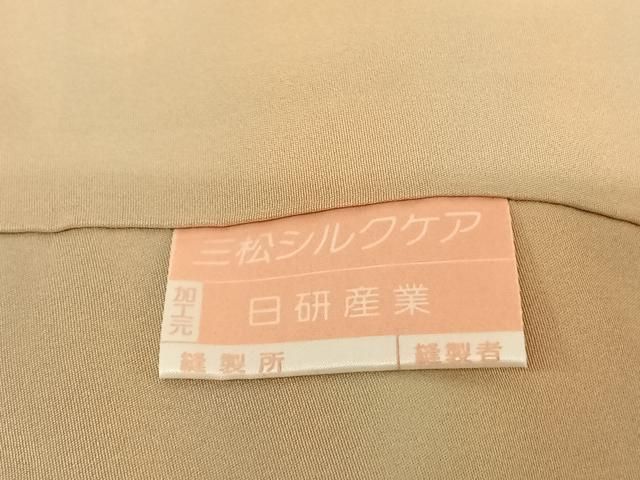 三松シルクケア
加工元 日研産業
縫製所 縫製者